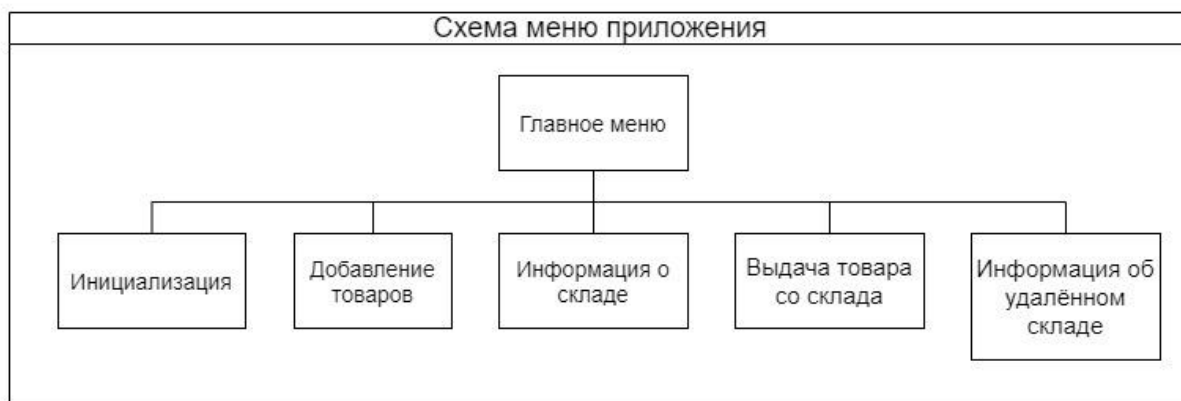 Схема меню приложения
Главное меню
Инициализация
Добавление
товаров
Информация о
складе
Выдача товара
со склада
Информация об
удалённом
складе